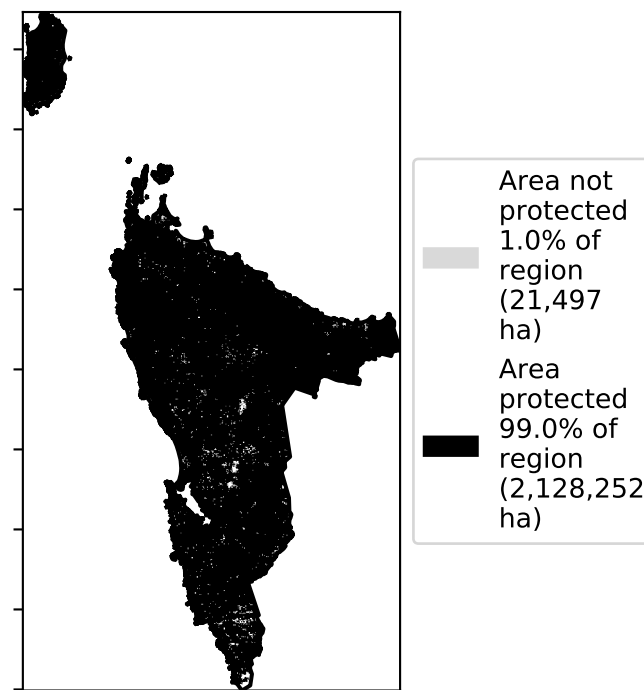 Area not
protected
1.0% of
region
(21,497
ha)
Area
protected
99.0% of
region
(2,128,252
ha)